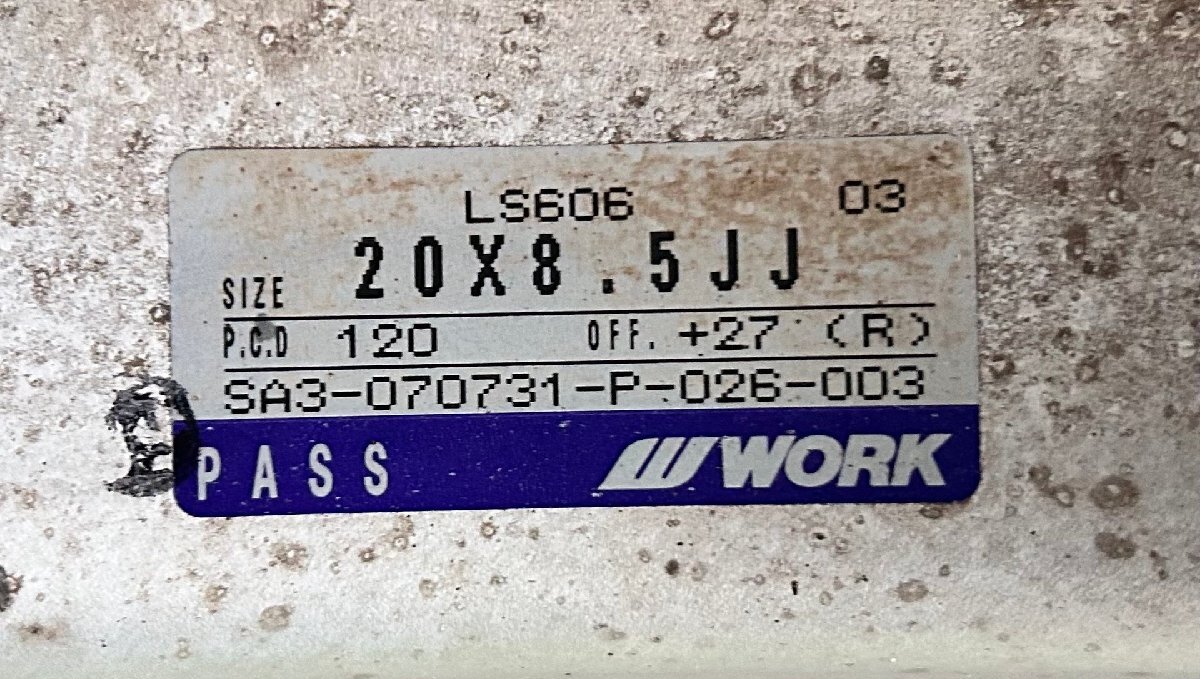 LS606 03
SIZE 20X8.5JJ
P.C.D 120 OFF. +27 (R)
SA3-070731-P-026-003
PASS WORK